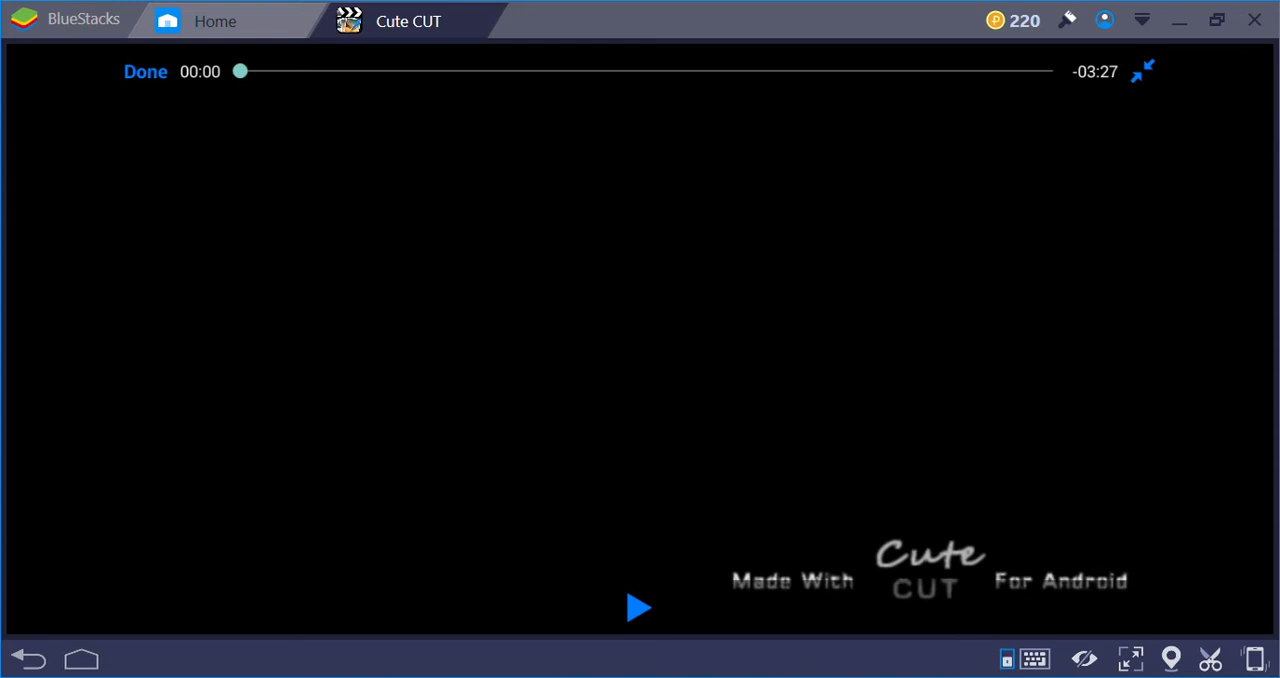 BlueStacks
Home
Cute CUT
220
Done 00:00
-03:27
Cute
Made With CUT For Android